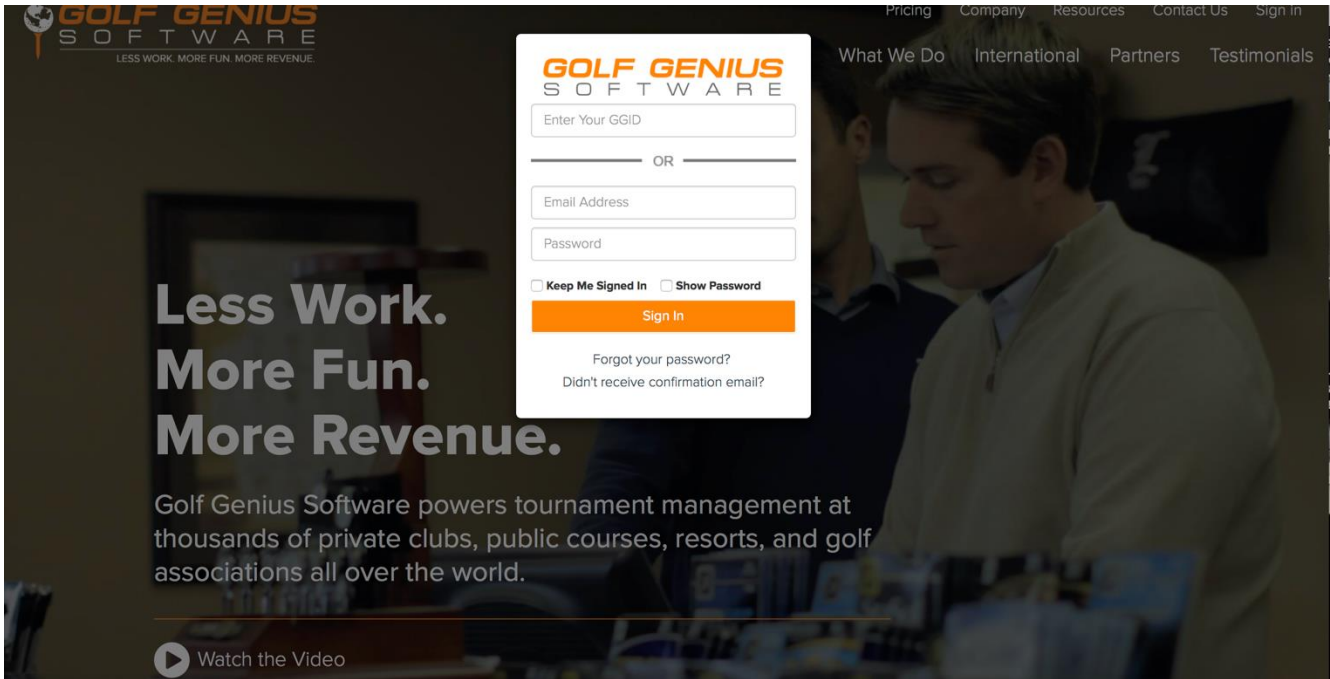 GOLF GENIUS
SOFTWARE
LESS WORK. MORE FUN. MORE REVENUE.
Pricing Company Resources Contact Us Sign In
What We Do International Partners Testimonials
GOLF GENIUS
SOFTWARE
Enter Your GGID
OR
Email Address
Password
Keep Me Signed In Show Password
Sign In
Forgot your password?
Didn't receive confirmation email?
Less Work.
More Fun.
More Revenue.
Golf Genius Software powers tournament management at
thousands of private clubs, public courses, resorts, and golf
associations all over the world.
Watch the Video